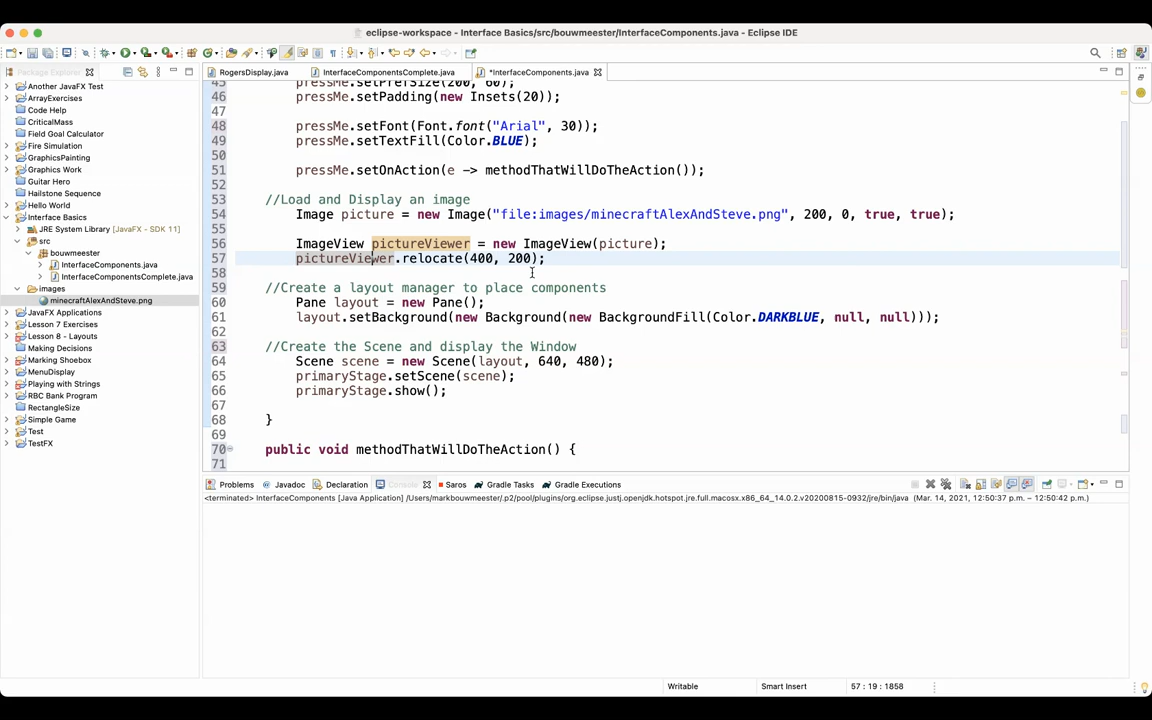 eclipse-workspace - Interface Basics/src/bouwmeester/InterfaceComponents.java - Eclipse IDE
Package Explorer
Another JavaFX Test
ArrayExercises
Code Help
CriticalMass
Field Goal Calculator
Fire Simulation
GraphicsPainting
Graphics Work
Guitar Hero
Hailstone Sequence
Hello World
Interface Basics
JRE System Library [JavaFX - SDK 11]
src
bouwmeester
InterfaceComponents.java
InterfaceComponentsComplete.java
images
minecraftAlexAndSteve.png
JavaFX Applications
Lesson 7 Exercises
Lesson 8 - Layouts
Making Decisions
Marking Shoebox
MenuDisplay
Playing with Strings
RBC Bank Program
RectangleSize
Simple Game
Test
TestFX
RogersDisplay.java
InterfaceComponentsComplete.java
*InterfaceComponents.java
45 pressMe.setPrefSize(200, 60);
46 pressMe.setPadding(new Insets(20));
47
48 pressMe.setFont(Font.font("Arial", 30));
49 pressMe.setTextFill(Color.BLUE);
50
51 pressMe.setOnAction(e -> methodThatWillDoTheAction());
52
53 //Load and Display an image
54 Image picture = new Image("file:images/minecraftAlexAndSteve.png", 200, 0, true, true);
55
56 ImageView pictureViewer = new ImageView(picture);
57 pictureViewer.relocate(400, 200);
58
59 //Create a layout manager to place components
60 Pane layout = new Pane();
61 layout.setBackground(new Background(new BackgroundFill(Color.DARKBLUE, null, null)));
62
63 //Create the Scene and display the Window
64 Scene scene = new Scene(layout, 640, 480);
65 primaryStage.setScene(scene);
66 primaryStage.show();
67
68 }
69
70 public void methodThatWillDoTheAction() {
71
Problems
Javadoc
Declaration
Console
Saros
Gradle Tasks
Gradle Executions
<terminated> InterfaceComponents [Java Application] /Users/markbouwmeester/.p2/pool/plugins/org.eclipse.justj.openjdk.hotspot.jre.full.macosx.x86_64_14.0.2.v20200815-0932/jre/bin/java (Mar. 14, 2021, 12:50:37 p.m. – 12:50:42 p.m.)
Writable
Smart Insert
57 : 19 : 1858